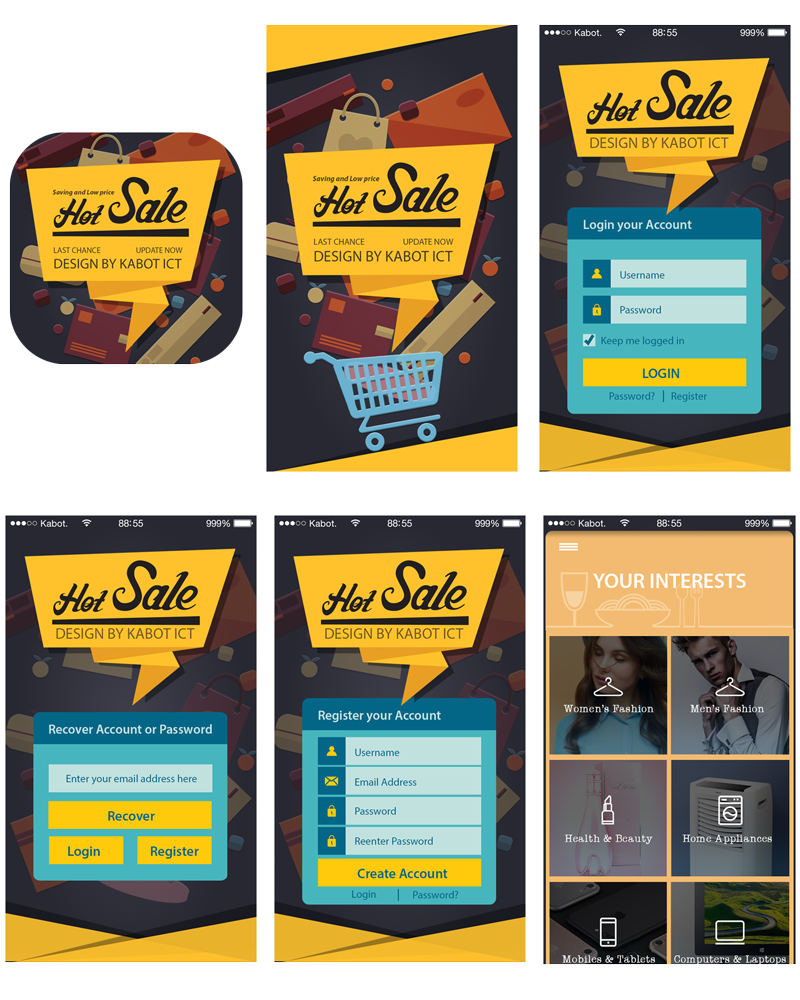 Saving and Low price
Hot Sale
LAST CHANCE UPDATE NOW
DESIGN BY KABOT ICT
Saving and Low price
Hot Sale
LAST CHANCE UPDATE NOW
DESIGN BY KABOT ICT
Kabot. 88:55 999%
Hot Sale
DESIGN BY KABOT ICT
Login your Account
Username
Password
Keep me logged in
LOGIN
Password? | Register
Kabot. 88:55 999%
Hot Sale
DESIGN BY KABOT ICT
Recover Account or Password
Enter your email address here
Recover
Login Register
Kabot. 88:55 999%
Hot Sale
DESIGN BY KABOT ICT
Register your Account
Username
Email Address
Password
Reenter Password
Create Account
Login | Password?
Kabot. 88:55 999%
YOUR INTERESTS
Women's Fashion Men's Fashion
Health & Beauty Home Appliances
Mobiles & Tablets Computers & Laptops